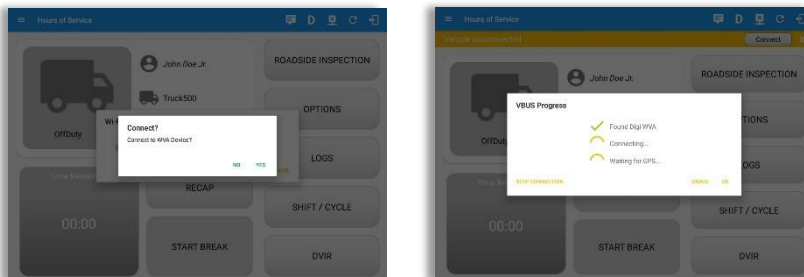 Hours of Service
D
John Doe Jr.
ROADSIDE INSPECTION
Truck500
OPTIONS
OffDuty
Connect?
Connect to WVA Device?
NO YES
LOGS
RECAP
SHIFT / CYCLE
00:00
START BREAK
DVIR
Hours of Service
D
Vehicle disconnected
Connect
John Doe Jr.
ROADSIDE INSPECTION
VBUS Progress
Found Digi WVA
Connecting...
Waiting for GPS...
STOP CONNECTION
OK
TIONS
OffDuty
OGS
SHIFT / CYCLE
00:00
START BREAK
DVIR